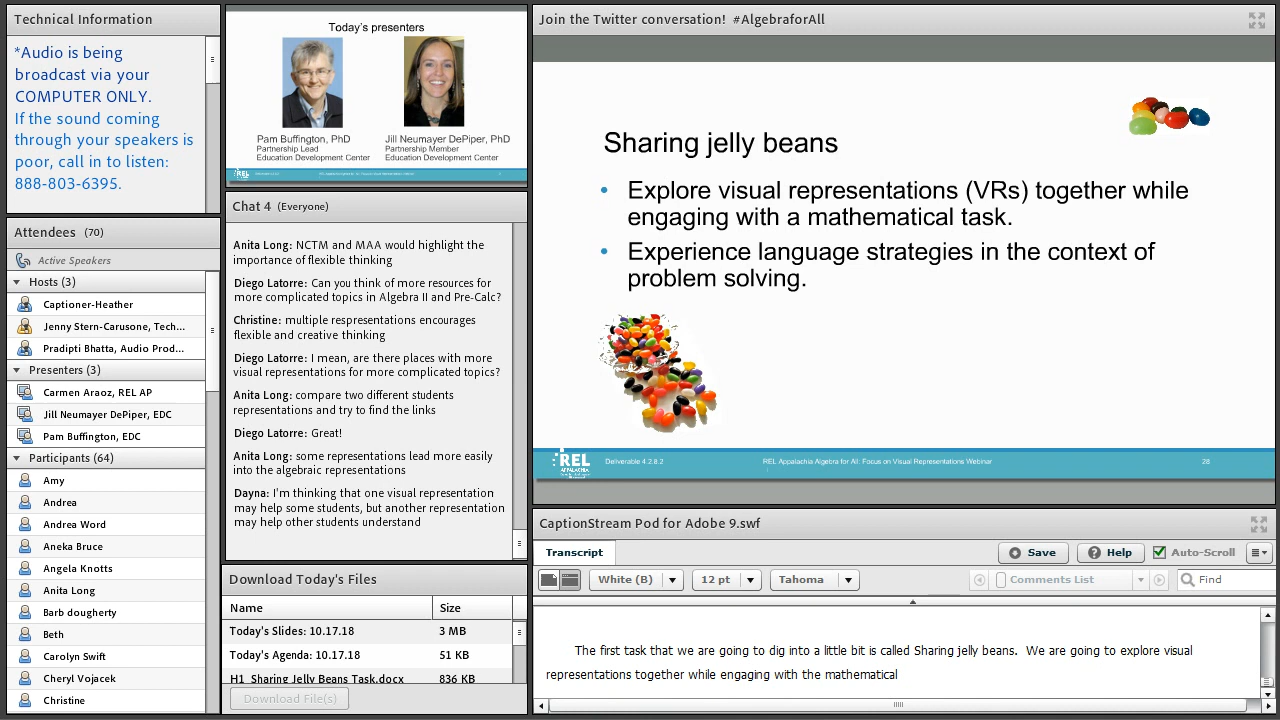 Technical Information
*Audio is being
broadcast via your
COMPUTER ONLY.
If the sound coming
through your speakers is
poor, call in to listen:
888-803-6395.
Attendees (70)
Active Speakers
Hosts (3)
Captioner-Heather
Jenny Stern-Carusone, Tech...
Pradipti Bhatta, Audio Prod...
Presenters (3)
Carmen Araoz, REL AP
Jill Neumayer DePiper, EDC
Pam Buffington, EDC
Participants (64)
Amy
Andrea
Andrea Word
Aneka Bruce
Angela Knotts
Anita Long
Barb dougherty
Beth
Carolyn Swift
Cheryl Vojacek
Christine
Today's presenters
Pam Buffington, PhD
Partnership Lead
Education Development Center
Jill Neumayer DePiper, PhD
Partnership Member
Education Development Center
Chat 4 (Everyone)
Anita Long: NCTM and MAA would highlight the
importance of flexible thinking
Diego Latorre: Can you think of more resources for
more complicated topics in Algebra II and Pre-Calc?
Christine: multiple respresentations encourages
flexible and creative thinking
Diego Latorre: I mean, are there places with more
visual representations for more complicated topics?
Anita Long: compare two different students
representations and try to find the links
Diego Latorre: Great!
Anita Long: some representations lead more easily
into the algebraic representations
Dayna: I'm thinking that one visual representation
may help some students, but another representation
may help other students understand
Download Today's Files
Name Size
Today's Slides: 10.17.18 3 MB
Today's Agenda: 10.17.18 51 KB
H1_Sharing Jelly Beans Task.docx 836 KB
Download File(s)
Join the Twitter conversation! #AlgebraforAll
Sharing jelly beans
• Explore visual representations (VRs) together while
engaging with a mathematical task.
• Experience language strategies in the context of
problem solving.
REL
APPALACHIA
Deliverable 4.2.8.2 REL Appalachia Algebra for All: Focus on Visual Representations Webinar 28
CaptionStream Pod for Adobe 9.swf
Transcript Save Help Auto-Scroll
White (B) 12 pt Tahoma Comments List Find
The first task that we are going to dig into a little bit is called Sharing jelly beans. We are going to explore visual
representations together while engaging with the mathematical